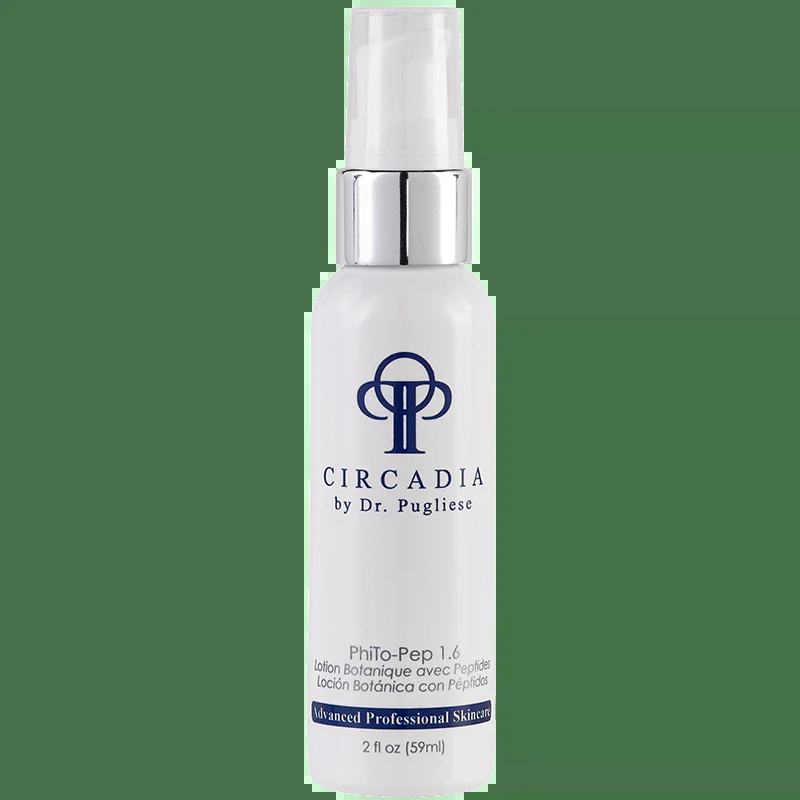 CIRCADIA
by Dr. Pugliese
PhiTo-Pep 1.6
Lotion Botanique avec Peptides
Loción Botánica con Péptidos
Advanced Professional Skincare
2 fl oz (59ml)